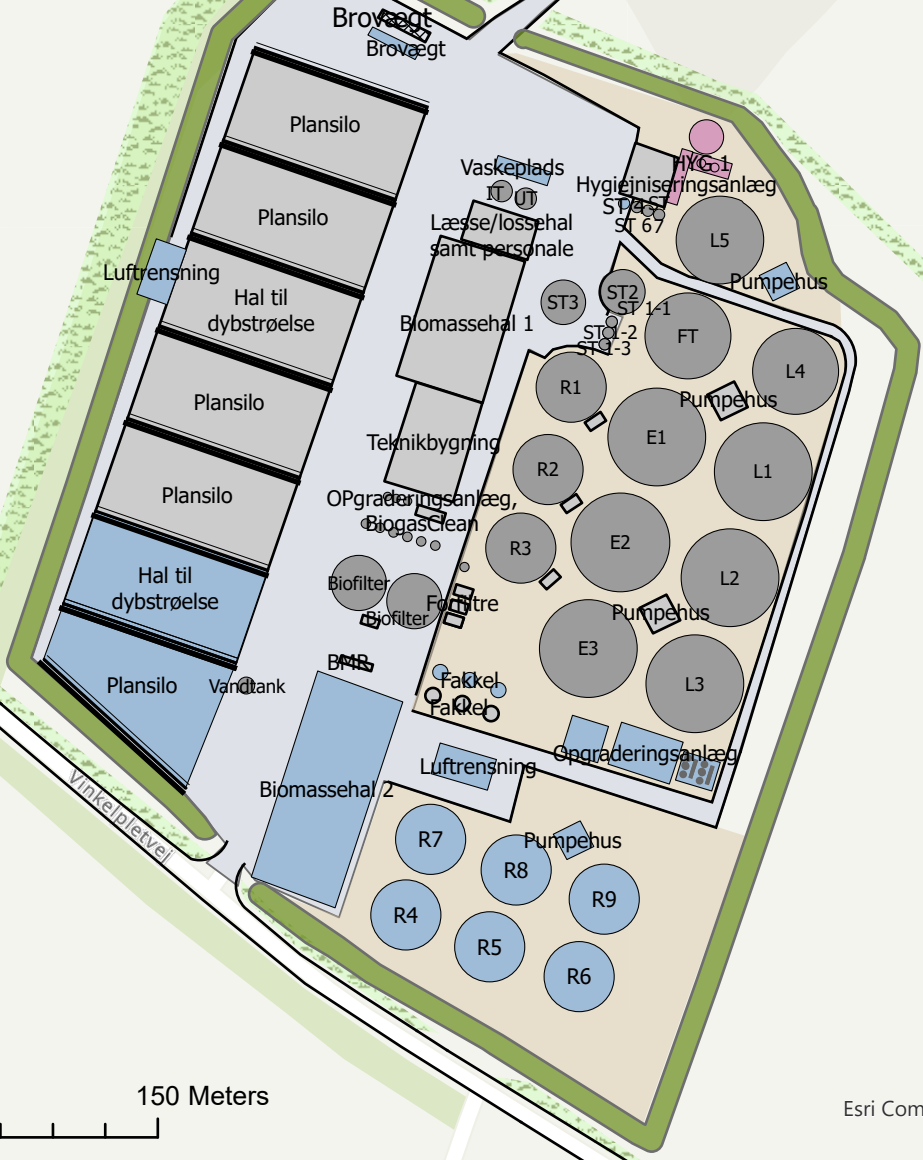 Brovægt
Brovægt
Plansilo
Vaskeplads
HYG 1
Hygiejniseringsanlæg
IT
UT
ST 4
ST 67
Plansilo
Læsse/lossehal
samt personale
L5
Luftrensning
Pumpehus
Hal til
dybstrøelse
ST3
ST2
ST 1-1
Biomassehal 1
ST 1-2
ST 1-3
FT
L4
R1
Pumpehus
Plansilo
Teknikbygning
E1
R2
L1
Plansilo
OPgraderingsanlæg,
BiogasClean
R3
E2
L2
Hal til
dybstrøelse
Biofilter
Biofilter
Forfiltre
Pumpehus
E3
BMR
Plansilo
Vandtank
Fakkel
Fakkel
L3
Opgraderingsanlæg
Luftrensning
Biomassehal 2
Vinkelpletvej
R7
R8
Pumpehus
R9
R4
R5
R6
150 Meters
Esri Com